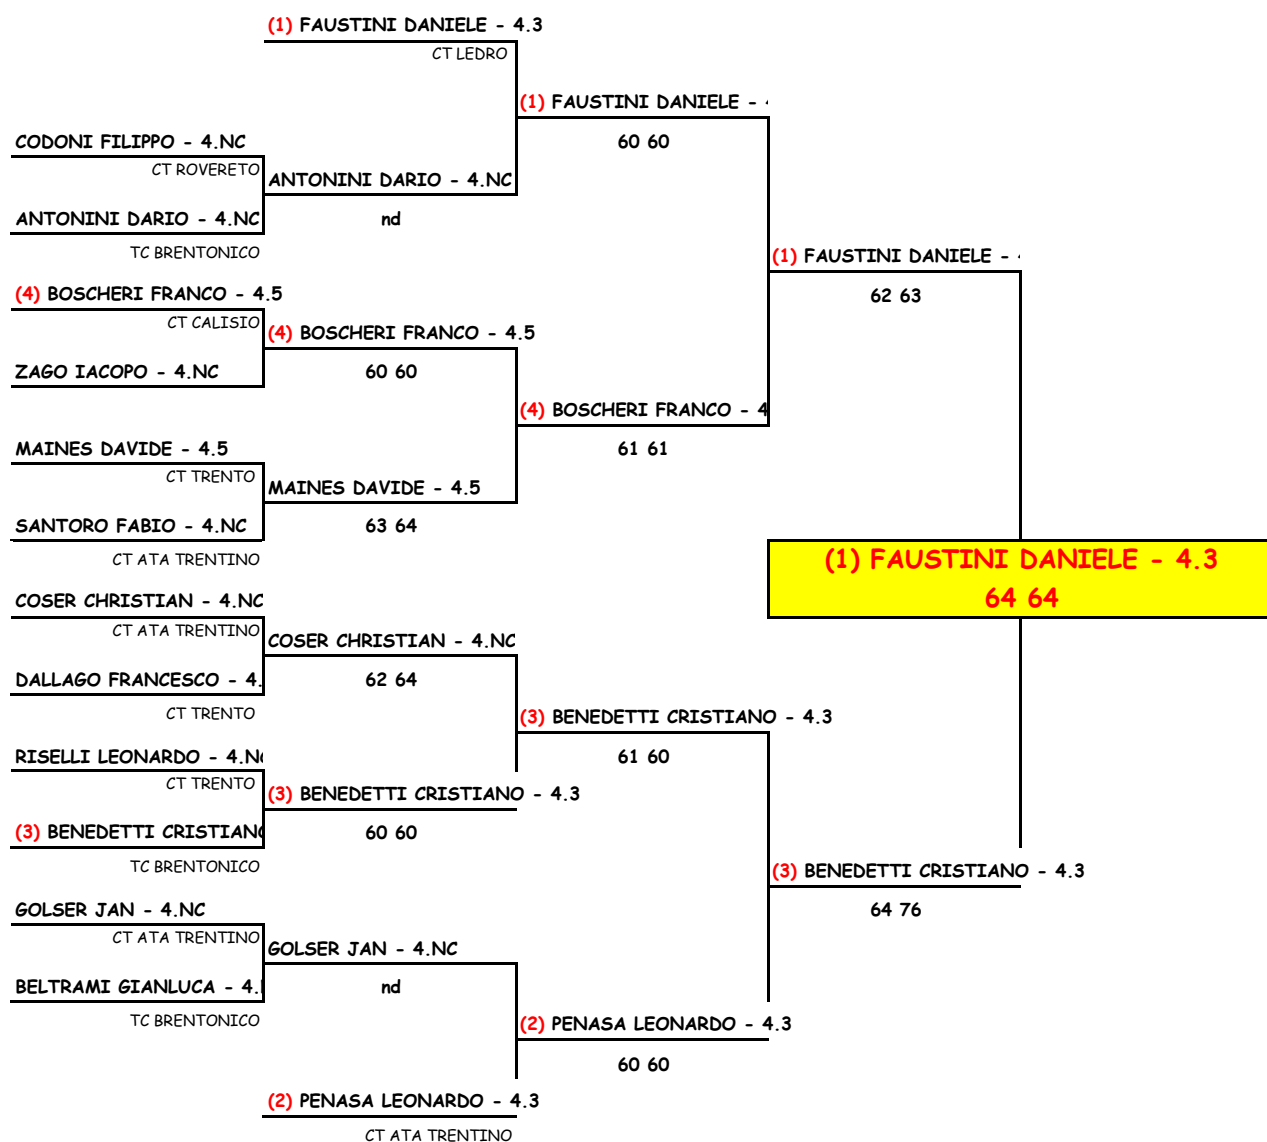 (1) FAUSTINI DANIELE - 4.3
CT LEDRO
(1) FAUSTINI DANIELE -
CODONI FILIPPO - 4.NC
60 60
CT ROVERETO
ANTONINI DARIO - 4.NC
ANTONINI DARIO - 4.NC
nd
TC BRENTONICO
(1) FAUSTINI DANIELE -
(4) BOSCHERI FRANCO - 4.5
62 63
CT CALISIO
(4) BOSCHERI FRANCO - 4.5
ZAGO IACOPO - 4.NC
60 60
(4) BOSCHERI FRANCO - 4
MAINES DAVIDE - 4.5
61 61
CT TRENTO
MAINES DAVIDE - 4.5
SANTORO FABIO - 4.NC
63 64
CT ATA TRENTINO
(1) FAUSTINI DANIELE - 4.3
64 64
COSER CHRISTIAN - 4.NC
CT ATA TRENTINO
COSER CHRISTIAN - 4.NC
DALLAGO FRANCESCO - 4.
62 64
CT TRENTO
(3) BENEDETTI CRISTIANO - 4.3
RISELLI LEONARDO - 4.N
61 60
CT TRENTO
(3) BENEDETTI CRISTIANO - 4.3
(3) BENEDETTI CRISTIANO
60 60
TC BRENTONICO
(3) BENEDETTI CRISTIANO - 4.3
GOLSER JAN - 4.NC
64 76
CT ATA TRENTINO
GOLSER JAN - 4.NC
BELTRAMI GIANLUCA - 4.
nd
TC BRENTONICO
(2) PENASA LEONARDO - 4.3
60 60
(2) PENASA LEONARDO - 4.3
CT ATA TRENTINO